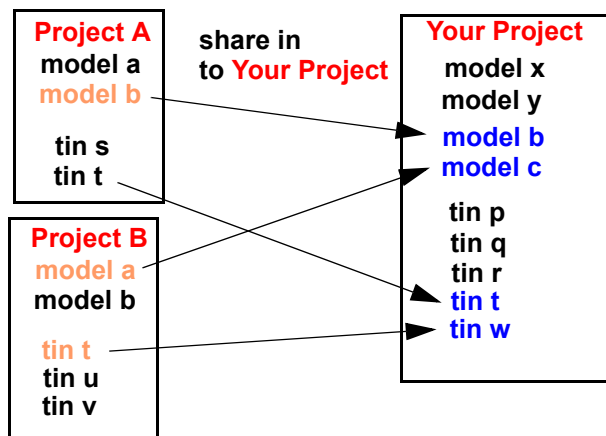 Project A
model a
model b
tin s
tin t
share in
to Your Project
Project B
model a
model b
tin t
tin u
tin v
Your Project
model x
model y
model b
model c
tin p
tin q
tin r
tin t
tin w